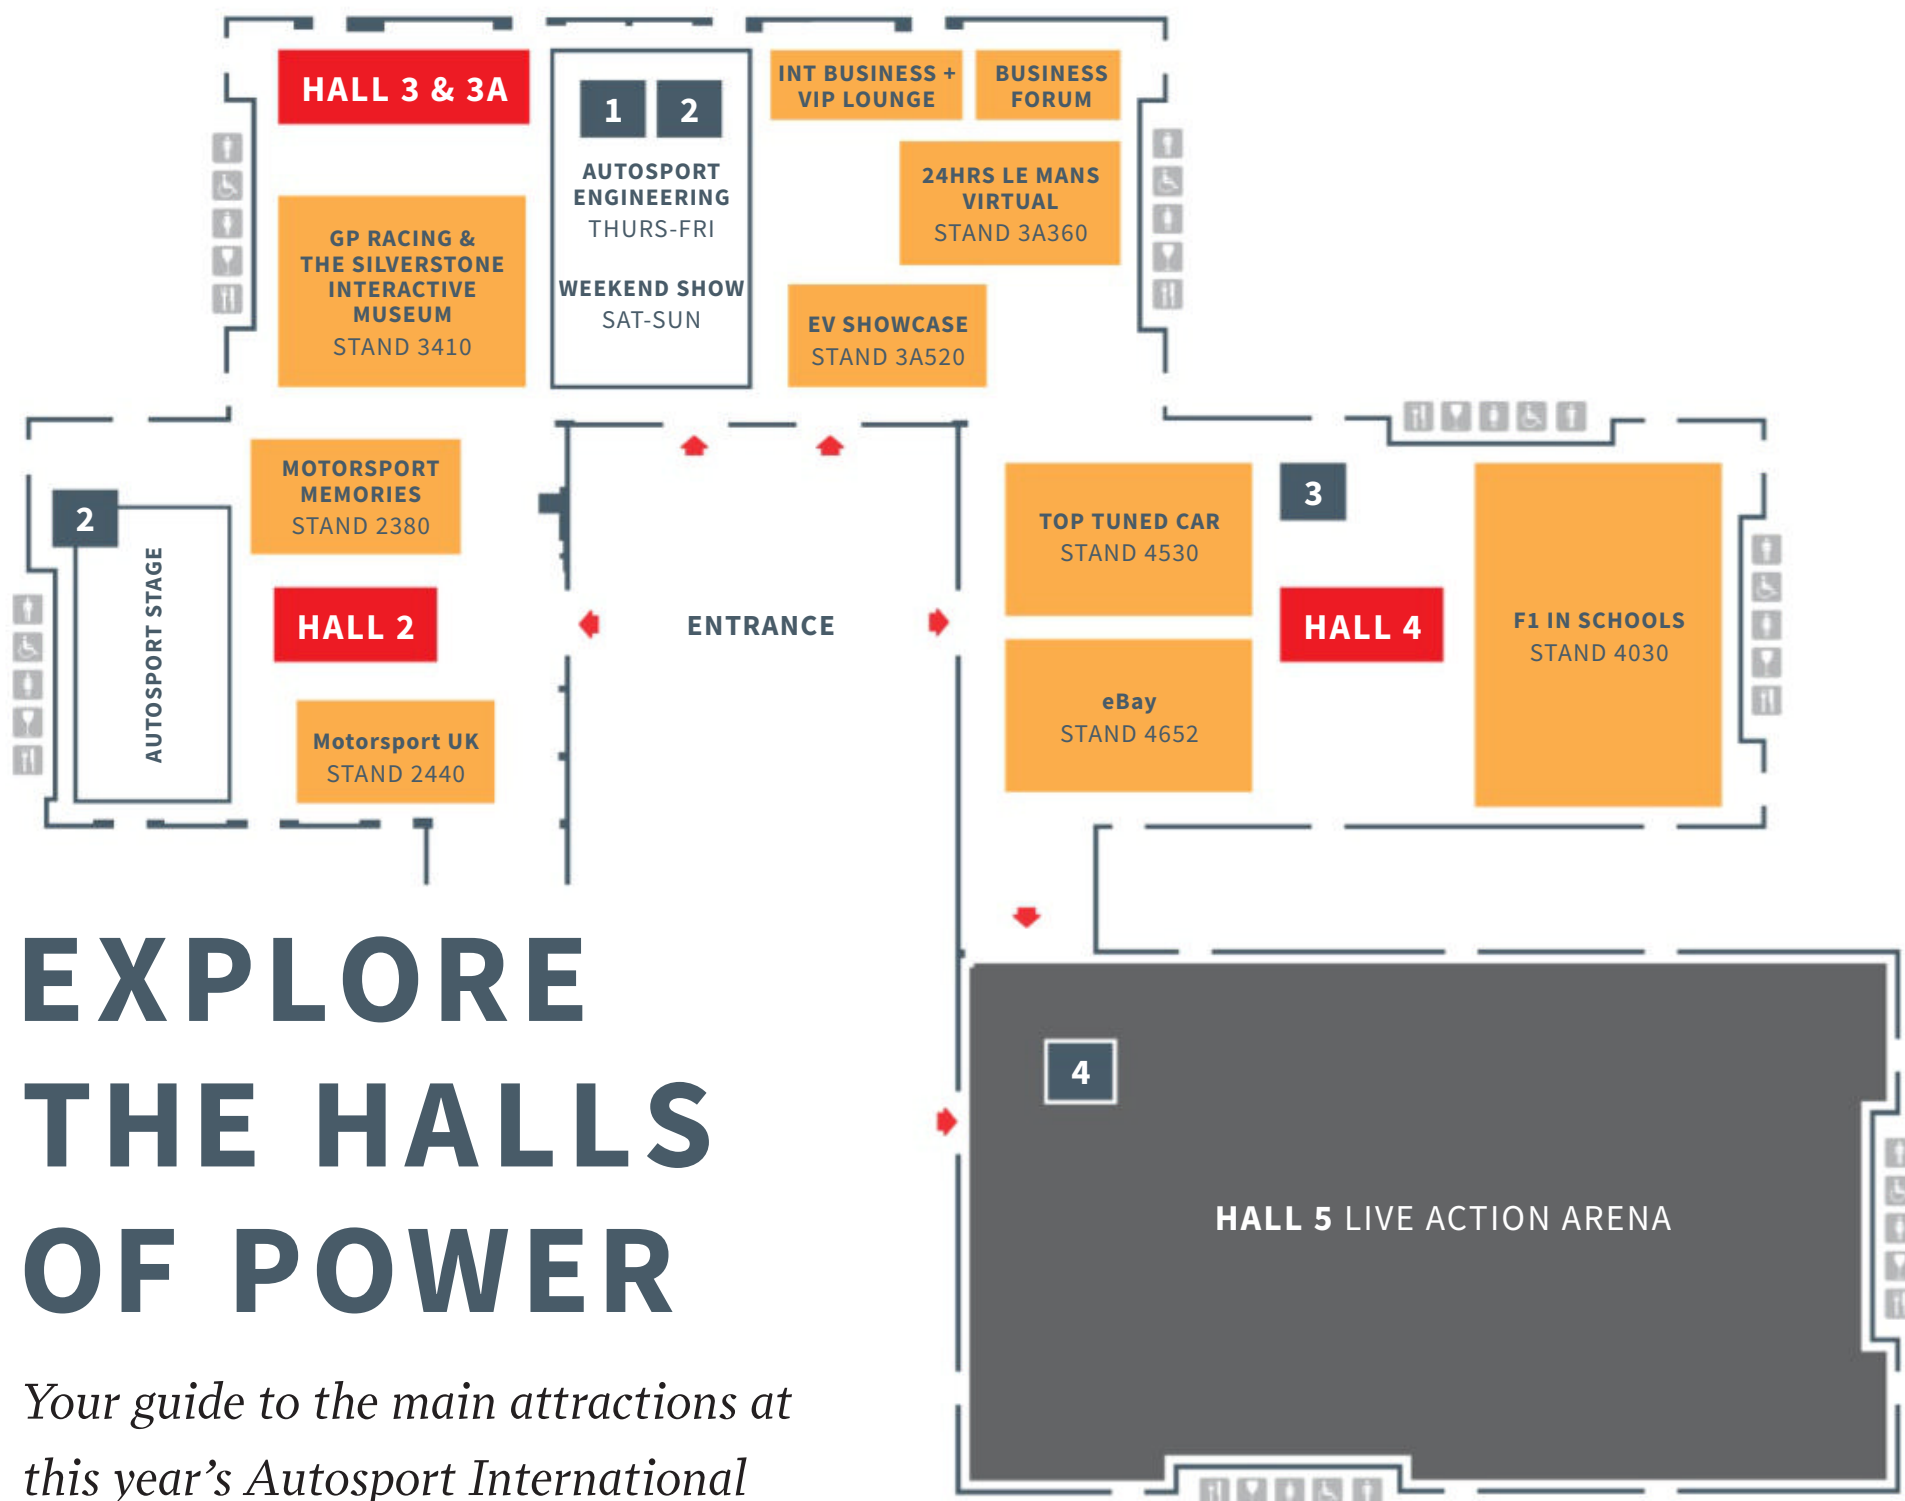 HALL 3 & 3A
1 2
AUTOSPORT
ENGINEERING
THURS-FRI
WEEKEND SHOW
SAT-SUN
INT BUSINESS +
VIP LOUNGE
BUSINESS
FORUM
24HRS LE MANS
VIRTUAL
STAND 3A360
GP RACING &
THE SILVERSTONE
INTERACTIVE
MUSEUM
STAND 3410
EV SHOWCASE
STAND 3A520
MOTORSPORT
MEMORIES
STAND 2380
2
AUTOSPORT STAGE
HALL 2
Motorsport UK
STAND 2440
ENTRANCE
TOP TUNED CAR
STAND 4530
3
HALL 4
F1 IN SCHOOLS
STAND 4030
eBay
STAND 4652
4
HALL 5 LIVE ACTION ARENA
EXPLORE
THE HALLS
OF POWER
Your guide to the main attractions at
this year’s Autosport International